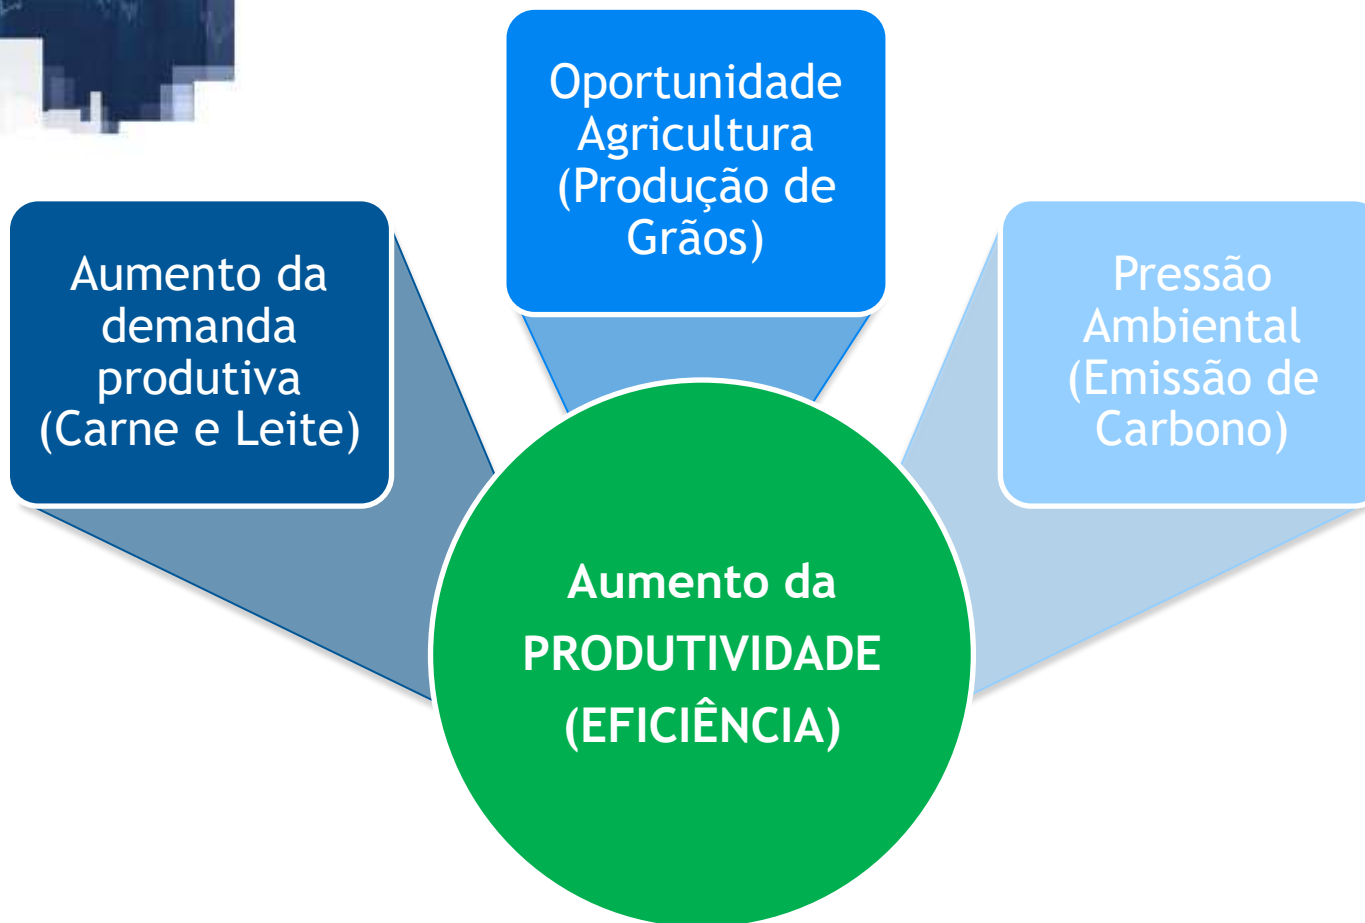 Oportunidade
Agricultura
(Produção de
Grãos)
Aumento da
demanda
produtiva
(Carne e Leite)
Pressão
Ambiental
(Emissão de
Carbono)
Aumento da
PRODUTIVIDADE
(EFICIÊNCIA)